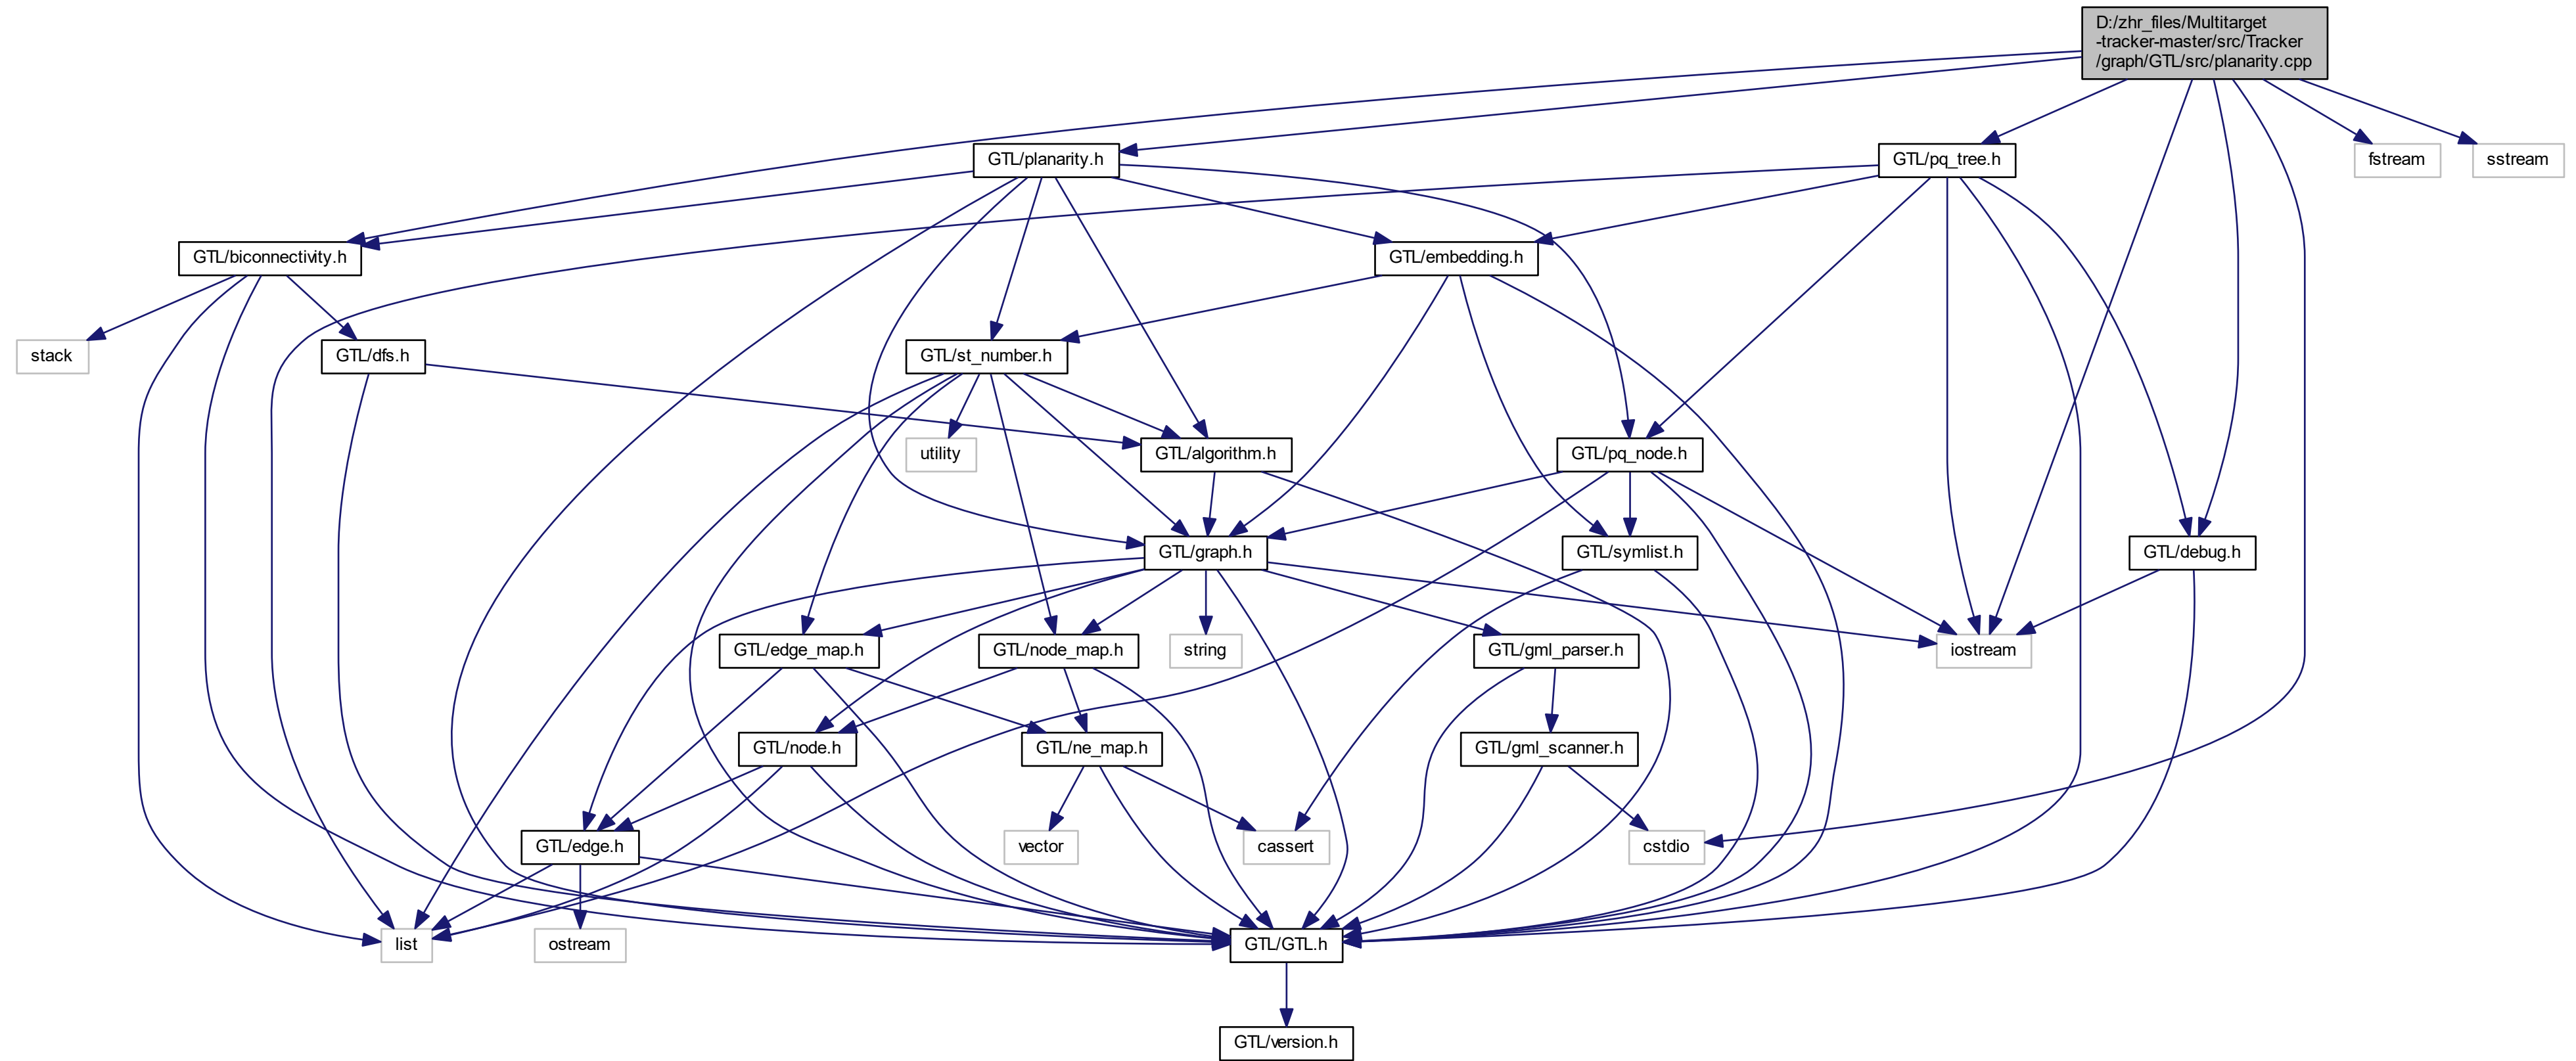 D:/zhr_files/Multitarget
-tracker-master/src/Tracker
/graph/GTL/src/planarity.cpp
GTL/planarity.h
GTL/pq_tree.h
fstream
sstream
GTL/biconnectivity.h
GTL/embedding.h
stack
GTL/dfs.h
GTL/st_number.h
utility
GTL/algorithm.h
GTL/pq_node.h
GTL/graph.h
GTL/symlist.h
GTL/debug.h
GTL/edge_map.h
GTL/node_map.h
string
GTL/gml_parser.h
iostream
GTL/node.h
GTL/ne_map.h
GTL/gml_scanner.h
GTL/edge.h
vector
cassert
cstdio
list
ostream
GTL/GTL.h
GTL/version.h